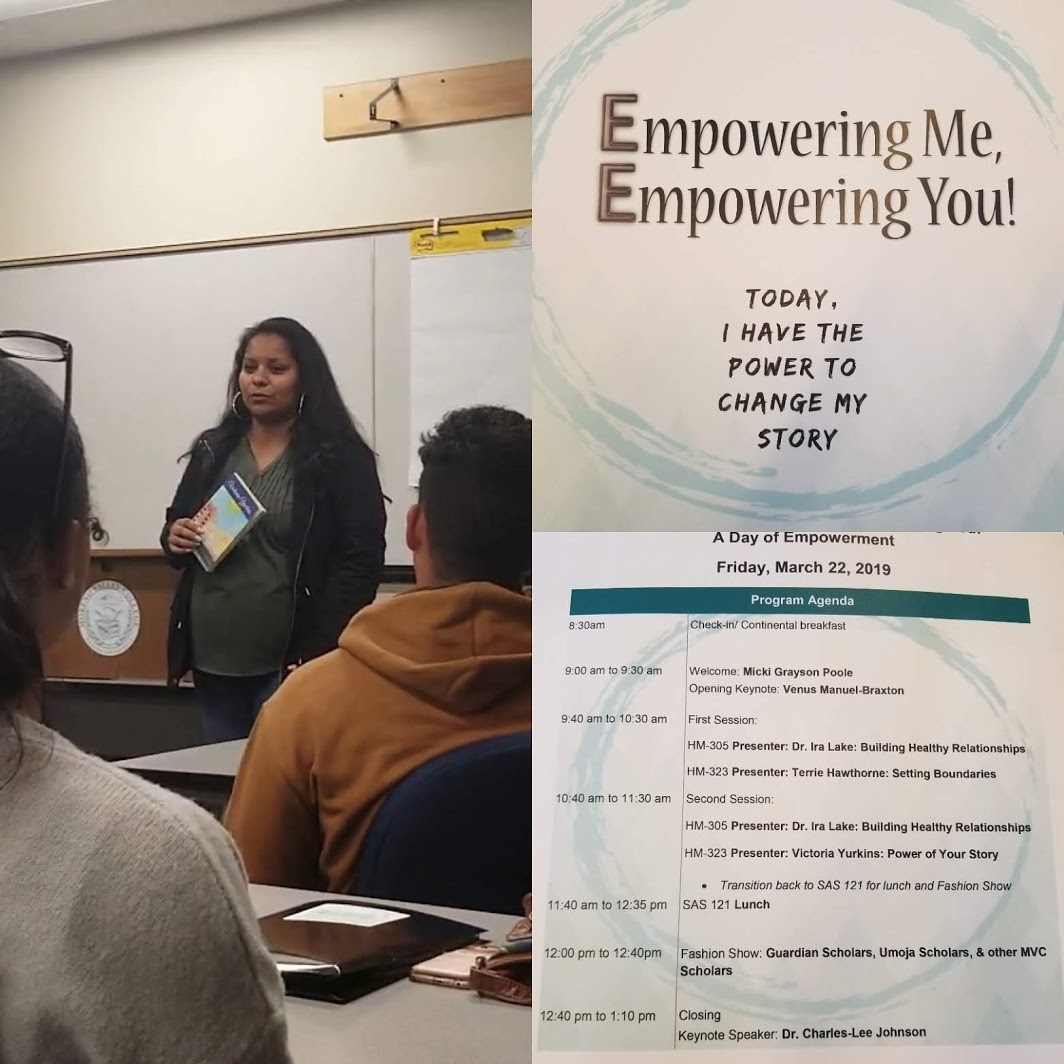 Post-it
VALLEY
Empowering Me,
Empowering You!
TODAY,
I HAVE THE
POWER TO
CHANGE MY
STORY
A Day of Empowerment
Friday, March 22, 2019
Program Agenda
8:30am Check-in/ Continental breakfast
9:00 am to 9:30 am Welcome: Micki Grayson Poole
Opening Keynote: Venus Manuel-Braxton
9:40 am to 10:30 am First Session:
HM-305 Presenter: Dr. Ira Lake: Building Healthy Relationships
HM-323 Presenter: Terrie Hawthorne: Setting Boundaries
10:40 am to 11:30 am Second Session:
HM-305 Presenter: Dr. Ira Lake: Building Healthy Relationships
HM-323 Presenter: Victoria Yurkins: Power of Your Story
• Transition back to SAS 121 for lunch and Fashion Show
11:40 am to 12:35 pm SAS 121 Lunch
12:00 pm to 12:40pm Fashion Show: Guardian Scholars, Umoja Scholars, & other MVC
Scholars
12:40 pm to 1:10 pm Closing
Keynote Speaker: Dr. Charles-Lee Johnson